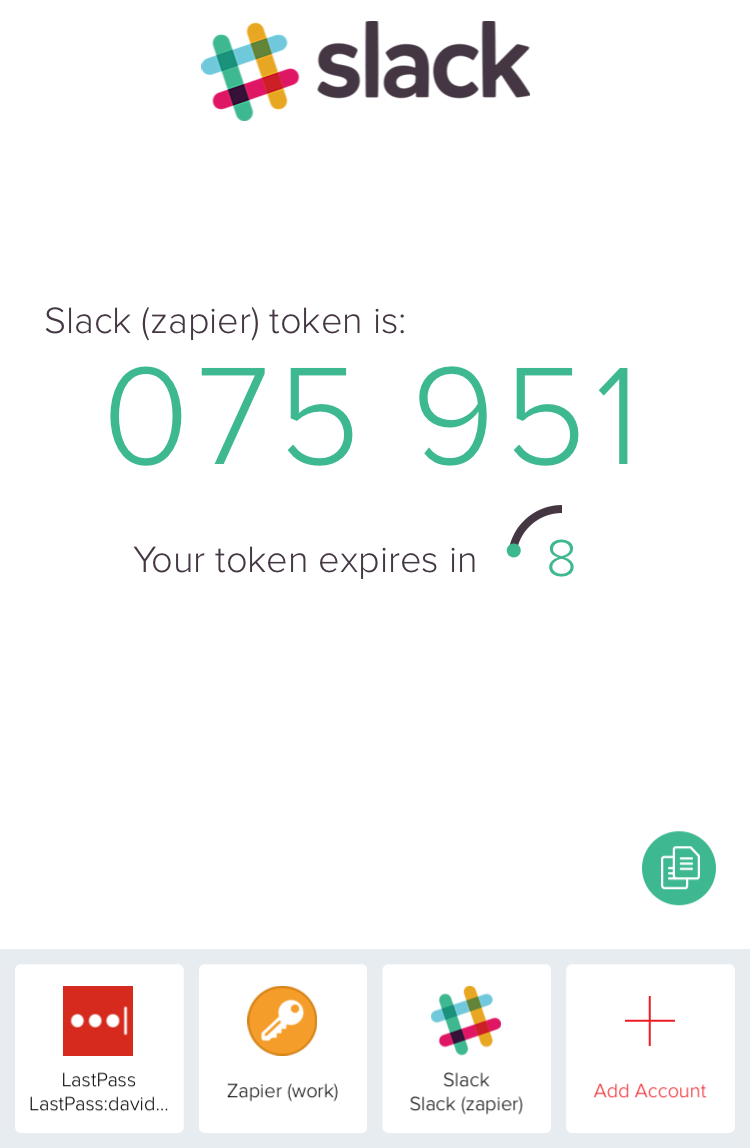 slack
Slack (zapier) token is:
075 951
Your token expires in 8
LastPass
LastPass:david...
Zapier (work)
Slack
Slack (zapier)
Add Account